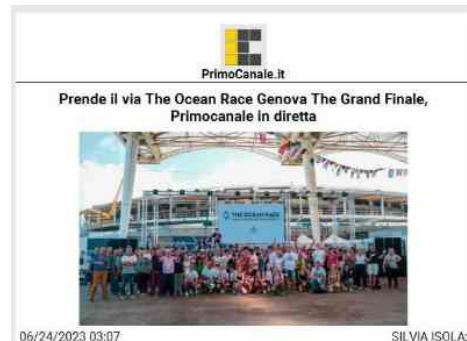 PrimoCanale.it
Prende il via The Ocean Race Genova The Grand Finale,
Primocanale in diretta
THE OCEAN RACE
06/24/2023 03:07
SILVIA ISOLA: